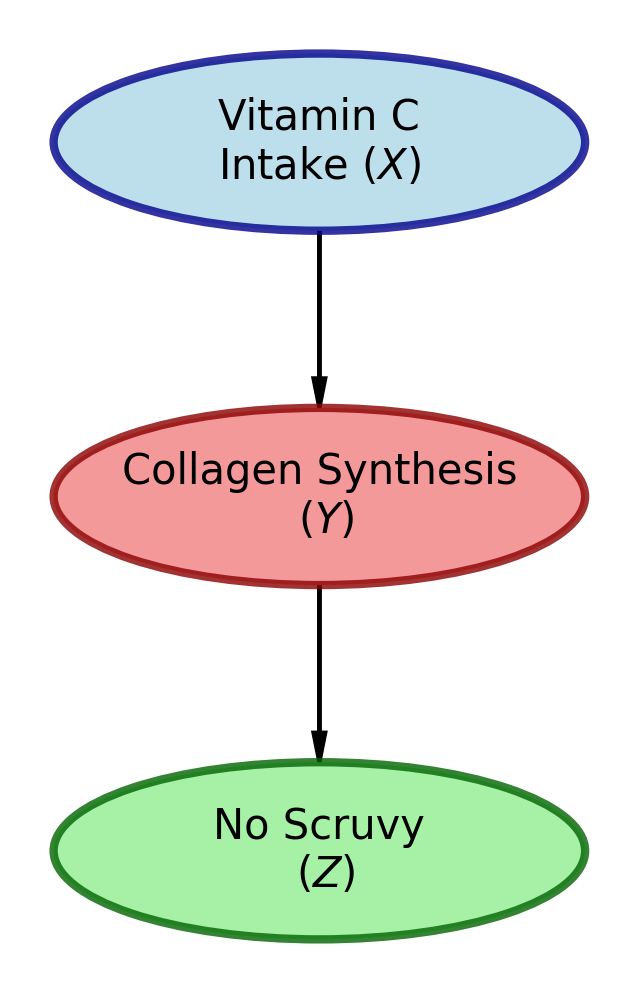 Vitamin C
Intake (X)
Collagen Synthesis
(Y)
No Scruvy
(Z)